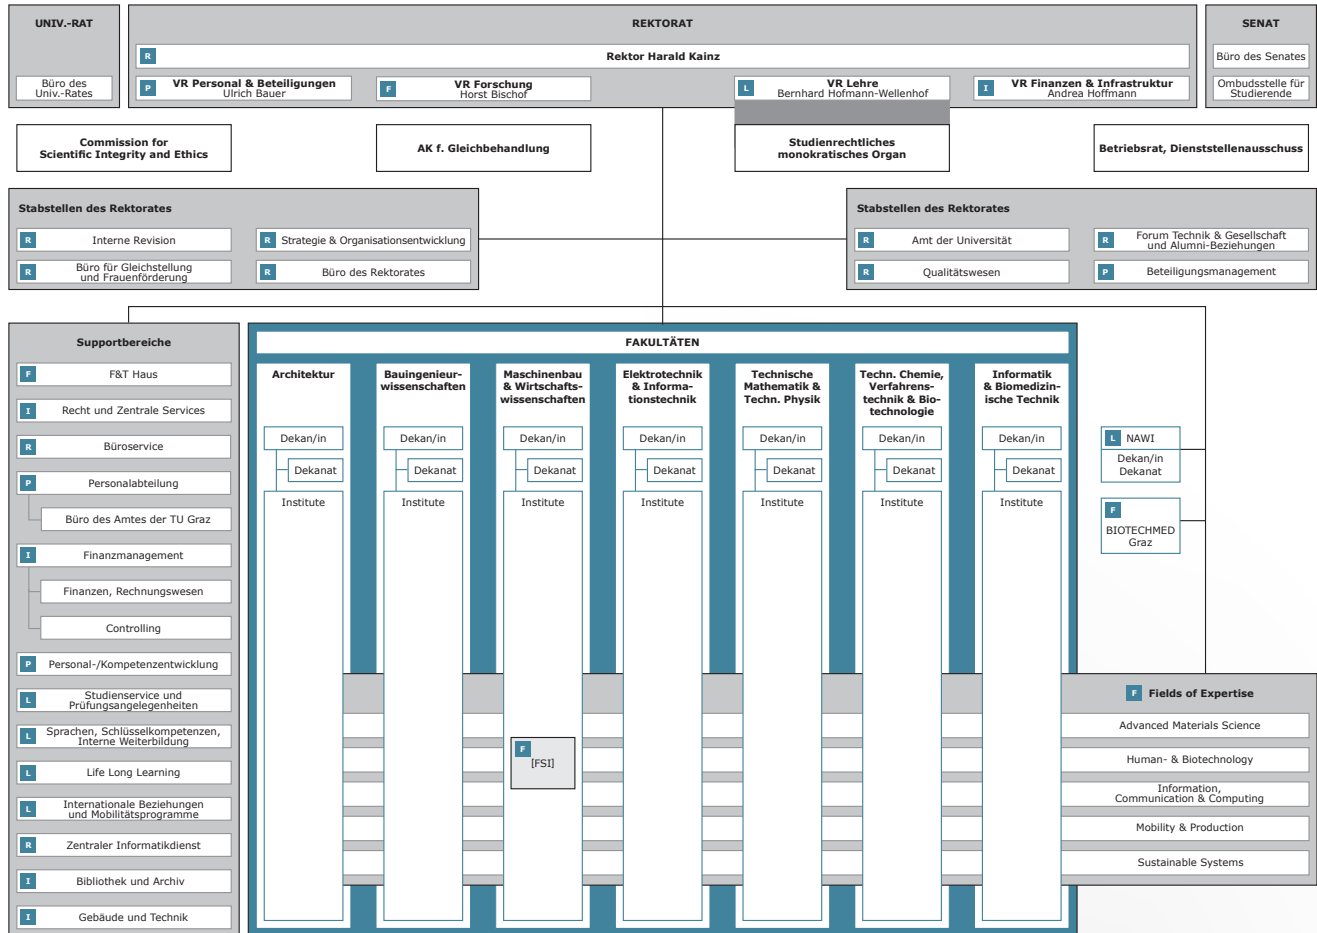 UNIV.-RAT
Büro des
Univ.-Rates
REKTORAT
R
Rektor Harald Kainz
P
VR Personal & Beteiligungen
Ulrich Bauer
F
VR Forschung
Horst Bischof
L
VR Lehre
Bernhard Hofmann-Wellenhof
I
VR Finanzen & Infrastruktur
Andrea Hoffmann
SENAT
Büro des Senates
Ombudsstelle für
Studierende
Commission for
Scientific Integrity and Ethics
AK f. Gleichbehandlung
Studienrechtliches
monokratisches Organ
Betriebsrat, Dienststellenausschuss
Stabstellen des Rektorates
R
Interne Revision
R
Strategie & Organisationsentwicklung
R
Büro für Gleichstellung
und Frauenförderung
R
Büro des Rektorates
Stabstellen des Rektorates
R
Amt der Universität
R
Forum Technik & Gesellschaft
und Alumni-Beziehungen
R
Qualitätswesen
P
Beteiligungsmanagement
Supportbereiche
F
F&T Haus
I
Recht und Zentrale Services
R
Büroservice
P
Personalabteilung
Büro des Amtes der TU Graz
I
Finanzmanagement
Finanzen, Rechnungswesen
Controlling
P
Personal-/Kompetenzentwicklung
L
Studienservice und
Prüfungsangelegenheiten
L
Sprachen, Schlüsselkompetenzen,
Interne Weiterbildung
L
Life Long Learning
L
Internationale Beziehungen
und Mobilitätsprogramme
R
Zentraler Informatikdienst
I
Bibliothek und Archiv
I
Gebäude und Technik
FAKULTÄTEN
Architektur
Dekan/in
Dekanat
Institute
Bauingenieur-
wissenschaften
Dekan/in
Dekanat
Institute
Maschinenbau
& Wirtschafts-
wissenschaften
Dekan/in
Dekanat
Institute
F
[FSI]
Elektrotechnik
& Informa-
tionstechnik
Dekan/in
Dekanat
Institute
Technische
Mathematik &
Techn. Physik
Dekan/in
Dekanat
Institute
Techn. Chemie,
Verfahrens-
technik & Bio-
technologie
Dekan/in
Dekanat
Institute
Informatik
& Biomedizin-
ische Technik
Dekan/in
Dekanat
Institute
L
NAWI
Dekan/in
Dekanat
F
BIOTECHMED
Graz
F
Fields of Expertise
Advanced Materials Science
Human- & Biotechnology
Information,
Communication & Computing
Mobility & Production
Sustainable Systems